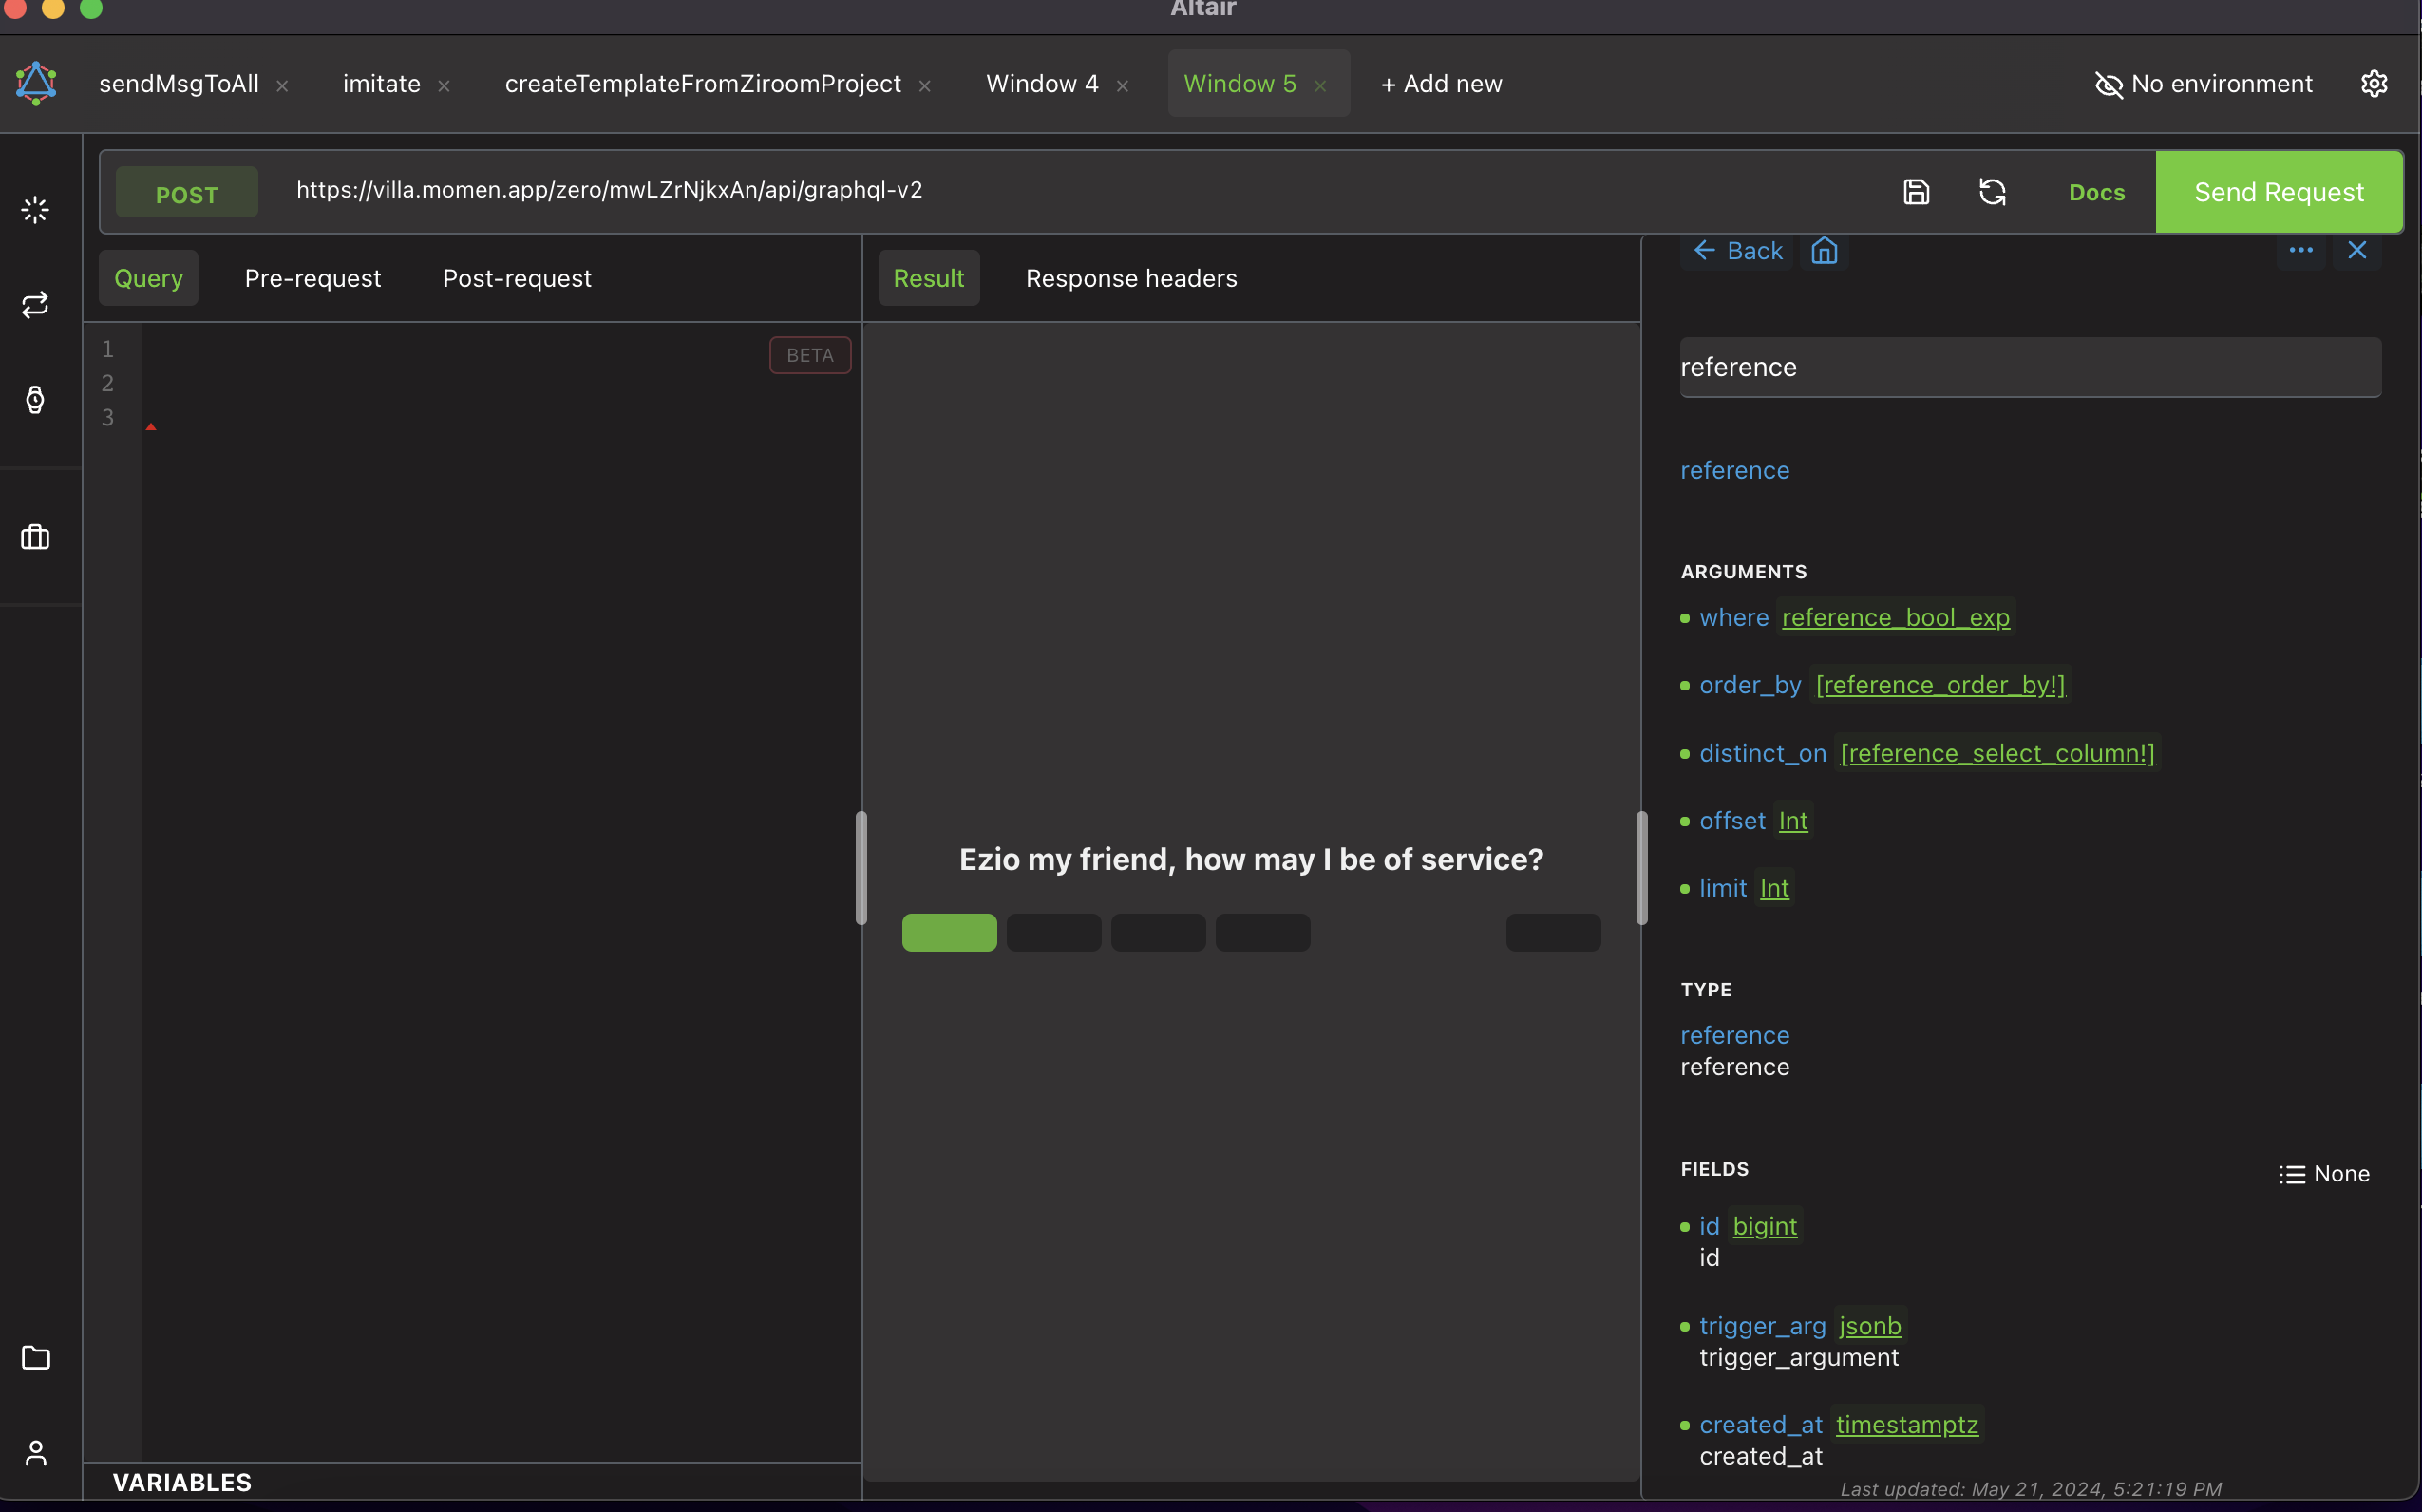 Altair
sendMsgToAll × imitate × createTemplateFromZiroomProject × Window 4 × Window 5 × + Add new No environment
POST https://villa.momen.app/zero/mwLZrNjkxAn/api/graphql-v2 Docs Send Request
Query Pre-request Post-request
1
2
3
BETA
VARIABLES
Result Response headers
Ezio my friend, how may I be of service?
Back
reference
reference
ARGUMENTS
where reference_bool_exp
order_by [reference_order_by!]
distinct_on [reference_select_column!]
offset Int
limit Int
TYPE
reference
reference
FIELDS None
id bigint
id
trigger_arg jsonb
trigger_argument
created_at timestamptz
created_at
Last updated: May 21, 2024, 5:21:19 PM